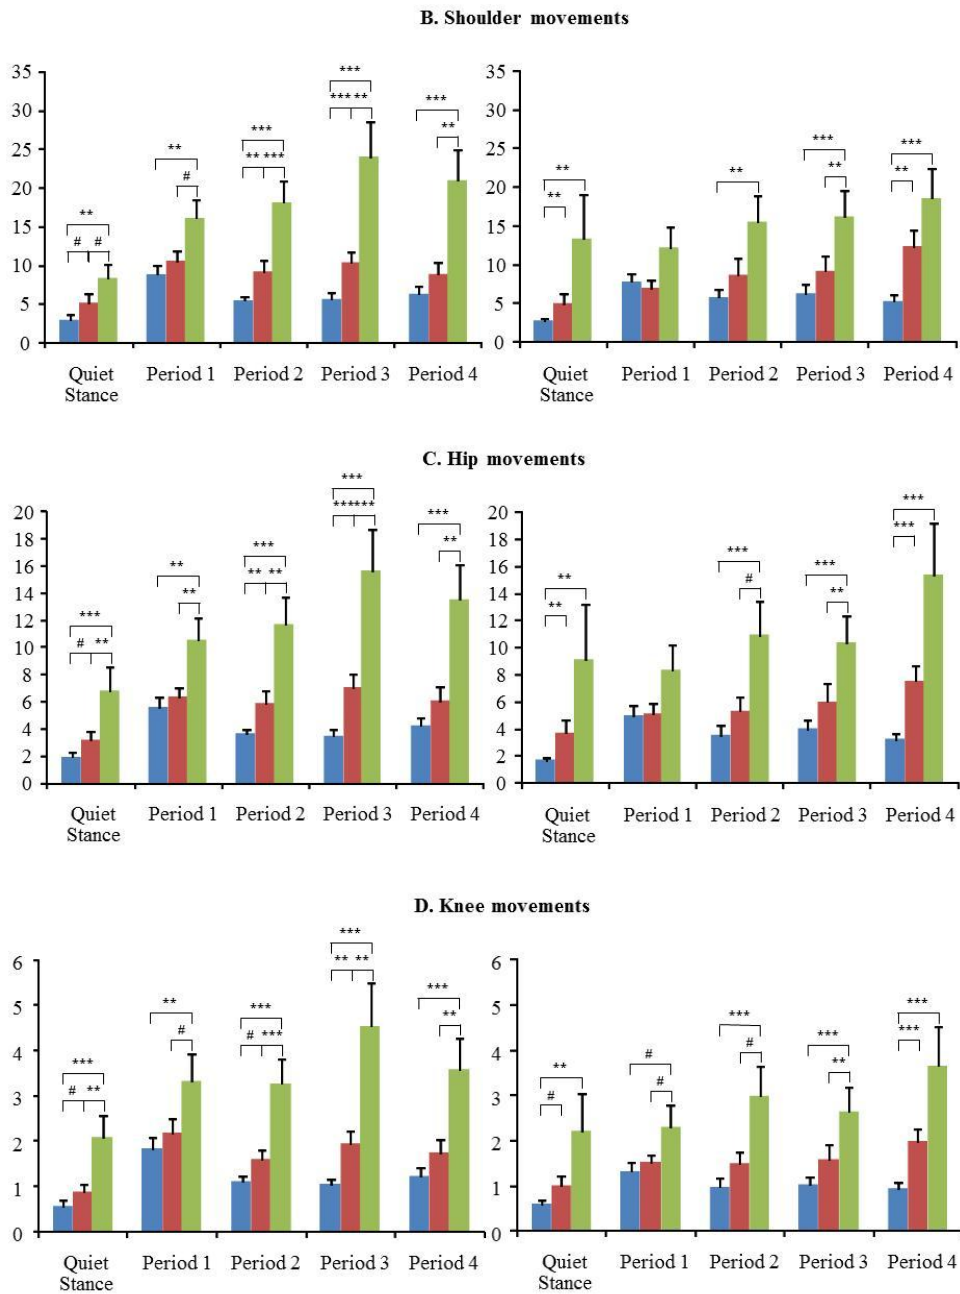 B. Shoulder movements
35 35
*** *** *** ***
30 *** ** *** 30 ** ** **
** *** ** ** **
25 ** *** 25 **
# **
20 20
** 
15 # # 15
10 10
5 5
0 0
Quiet Period 1 Period 2 Period 3 Period 4 Quiet Period 1 Period 2 Period 3 Period 4
Stance Stance
C. Hip movements
*** ***
20 ****** *** 20 ***
18 *** ** 18 *** ***
16 ** ** ** 16 ** # **
14 ** 14 **
12 *** 12
10 # ** 10
8 8
6 6
4 4
2 2
0 0
Quiet Period 1 Period 2 Period 3 Period 4 Quiet Period 1 Period 2 Period 3 Period 4
Stance Stance
D. Knee movements
***
6 ** ** 6
5 ** *** *** 5 *** *** ***
# # *** ** # ** ***
4 4 #
*** ** #
3 # ** 3 #
2 2
1 1
0 0
Quiet Period 1 Period 2 Period 3 Period 4 Quiet Period 1 Period 2 Period 3 Period 4
Stance Stance